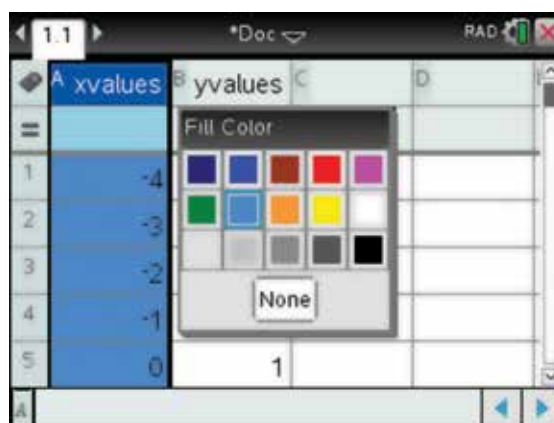 1.1 *Doc RAD
A xvalues B yvalues C D
=
Fill Color
1 -4
2 -3
3 -2
4 -1
None
5 0 1
A